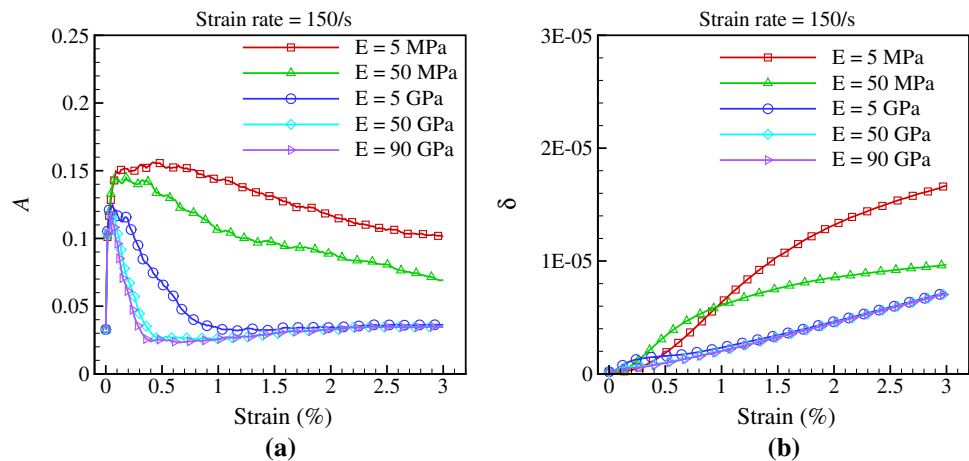 Strain rate = 150/s
0.25
0.2
0.15
0.1
0.05
0
A
E = 5 MPa
E = 50 MPa
E = 5 GPa
E = 50 GPa
E = 90 GPa
0 0.5 1 1.5 2 2.5 3
Strain (%)
(a)
Strain rate = 150/s
3E-05
2E-05
1E-05
0
δ
E = 5 MPa
E = 50 MPa
E = 5 GPa
E = 50 GPa
E = 90 GPa
0 0.5 1 1.5 2 2.5 3
Strain (%)
(b)